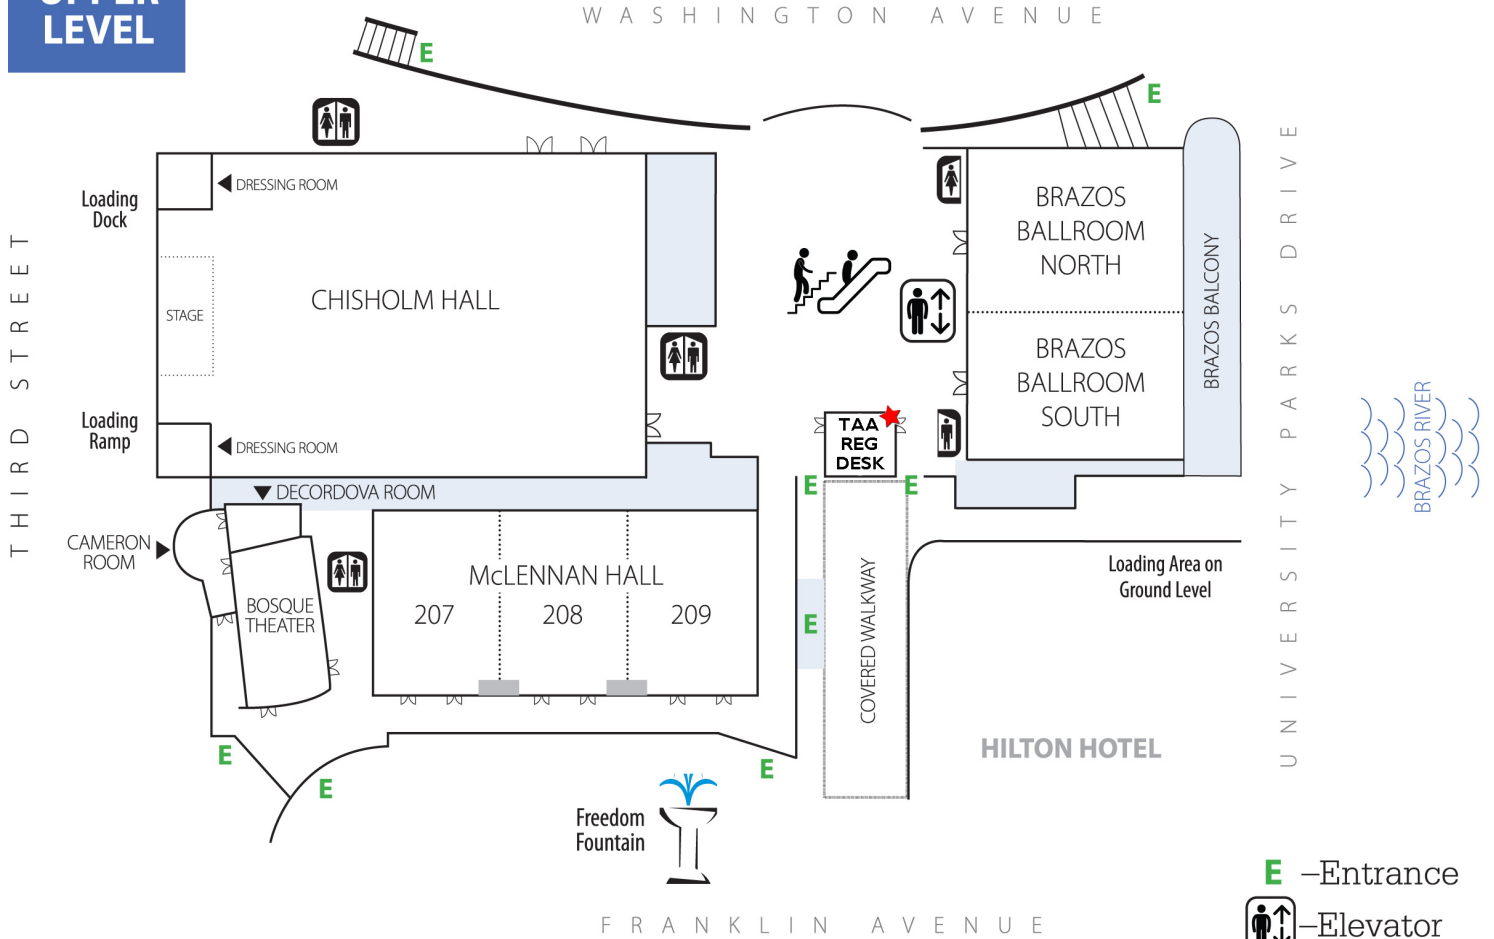 UPPER
LEVEL
WASHINGTON AVENUE
E
E
Loading
Dock
DRESSING ROOM
STAGE
CHISHOLM HALL
Loading
Ramp
DRESSING ROOM
THIRD STREET
BRAZOS
BALLROOM
NORTH
BRAZOS
BALLROOM
SOUTH
BRAZOS BALCONY
UNIVERSITY PARKS DRIVE
BRAZOS RIVER
TAA
REG
DESK
E
E
DECORDOVA ROOM
CAMERON
ROOM
BOSQUE
THEATER
McLENNAN HALL
207
208
209
E
COVERED WALKWAY
Loading Area on
Ground Level
HILTON HOTEL
E
E
E
Freedom
Fountain
FRANKLIN AVENUE
E –Entrance
–Elevator